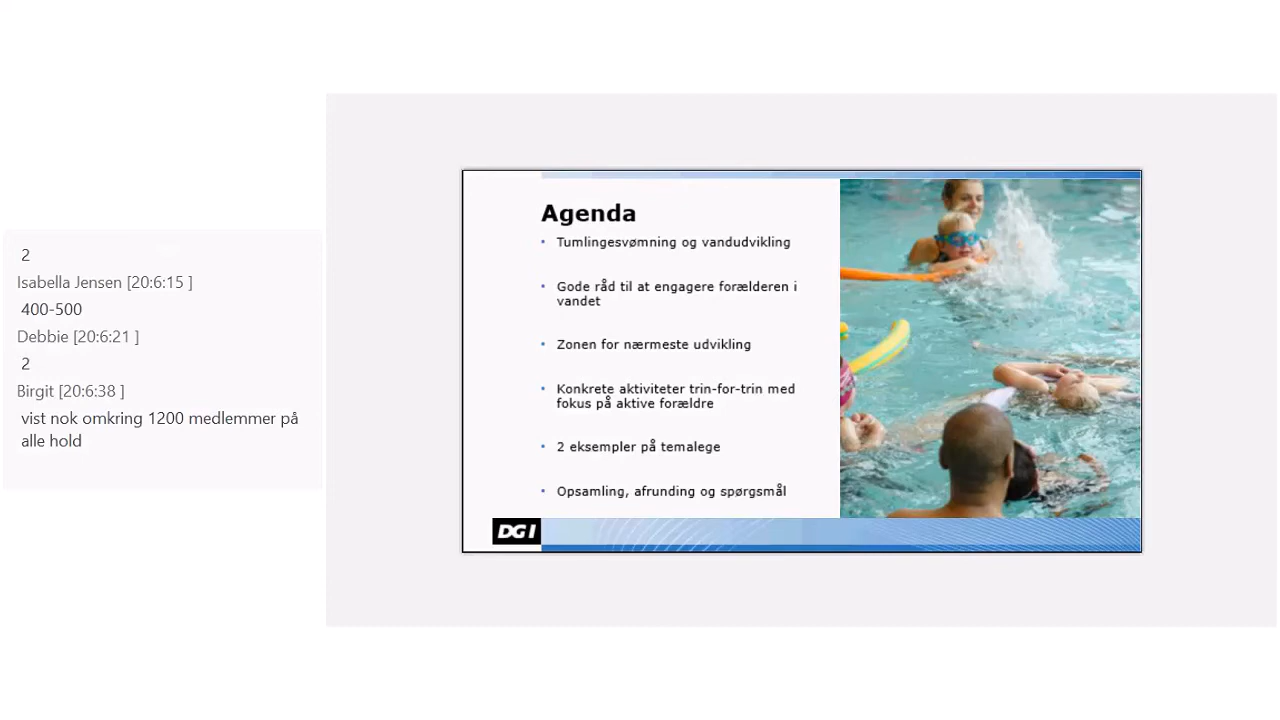 2
Isabella Jensen [20:6:15 ]
400-500
Debbie [20:6:21 ]
2
Birgit [20:6:38 ]
vist nok omkring 1200 medlemmer på
alle hold
Agenda
• Tumlingesvømning og vandudvikling
• Gode råd til at engagere forælderen i
vandet
• Zonen for nærmeste udvikling
• Konkrete aktiviteter trin-for-trin med
fokus på aktive forældre
• 2 eksempler på temalege
• Opsamling, afrunding og spørgsmål
DGI